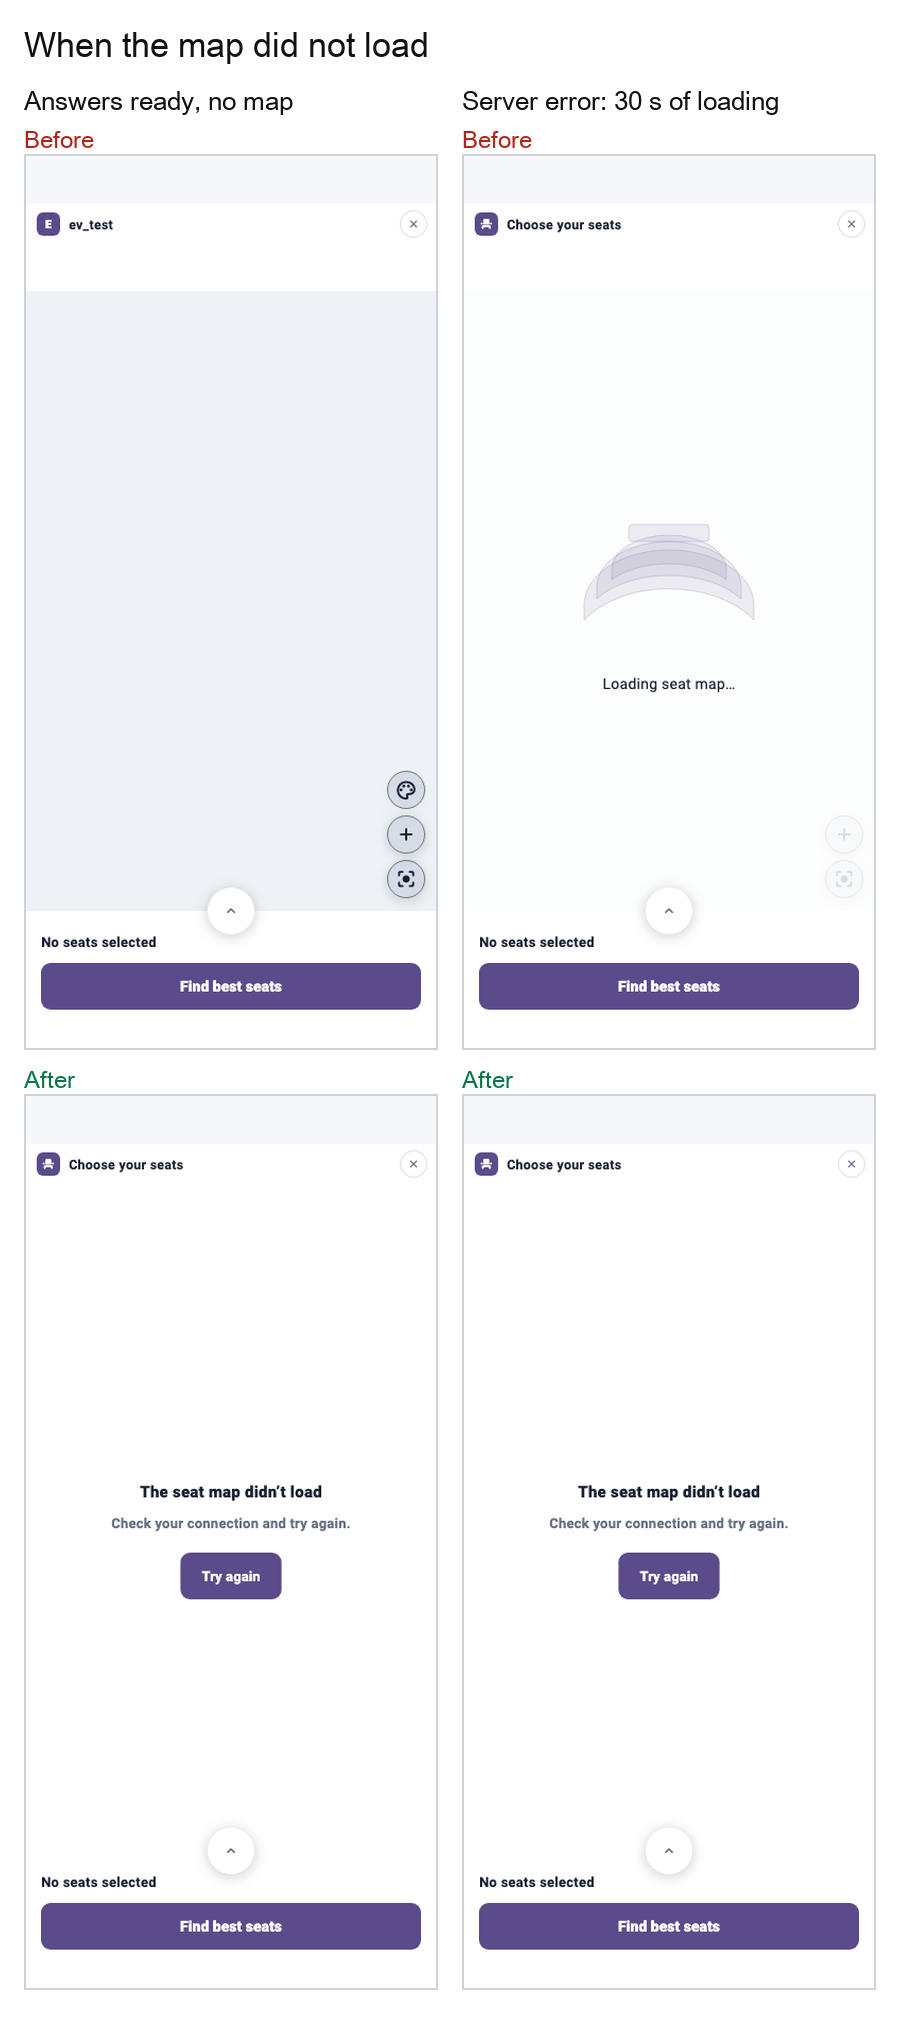 When the map did not load
Answers ready, no map
Server error: 30 s of loading
Before
Before
E ev_test
Choose your seats
Loading seat map...
No seats selected
No seats selected
Find best seats
Find best seats
After
After
Choose your seats
Choose your seats
The seat map didn't load
The seat map didn't load
Check your connection and try again.
Check your connection and try again.
Try again
Try again
No seats selected
No seats selected
Find best seats
Find best seats